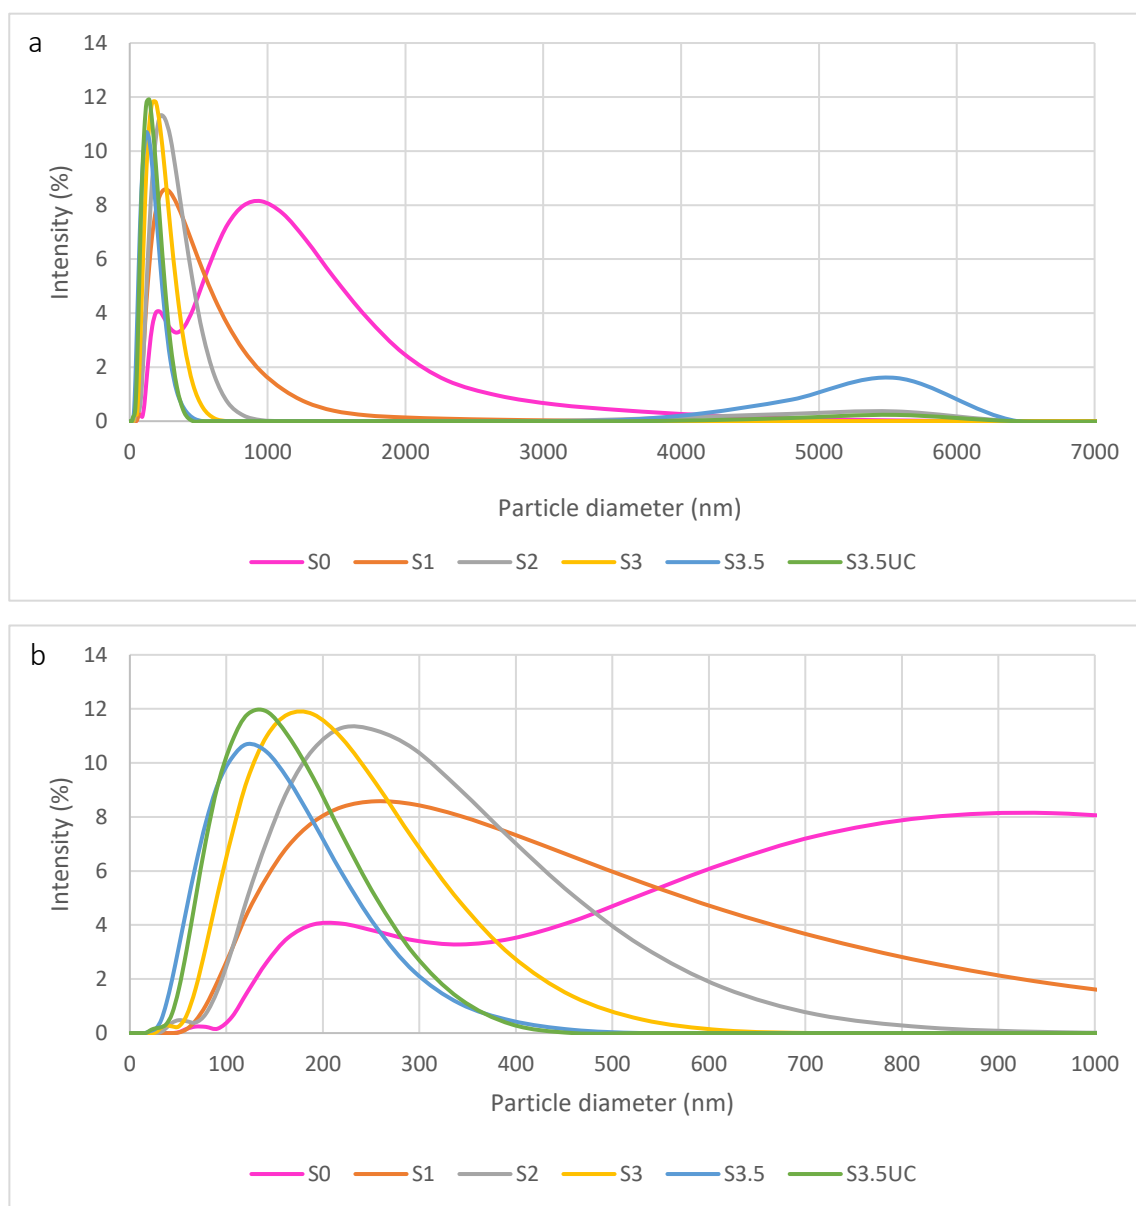 a
14
12
10
8
6
4
2
0
Intensity (%)
0 1000 2000 3000 4000 5000 6000 7000
Particle diameter (nm)
S0 S1 S2 S3 S3.5 S3.5UC
b
14
12
10
8
6
4
2
0
Intensity (%)
0 100 200 300 400 500 600 700 800 900 1000
Particle diameter (nm)
S0 S1 S2 S3 S3.5 S3.5UC